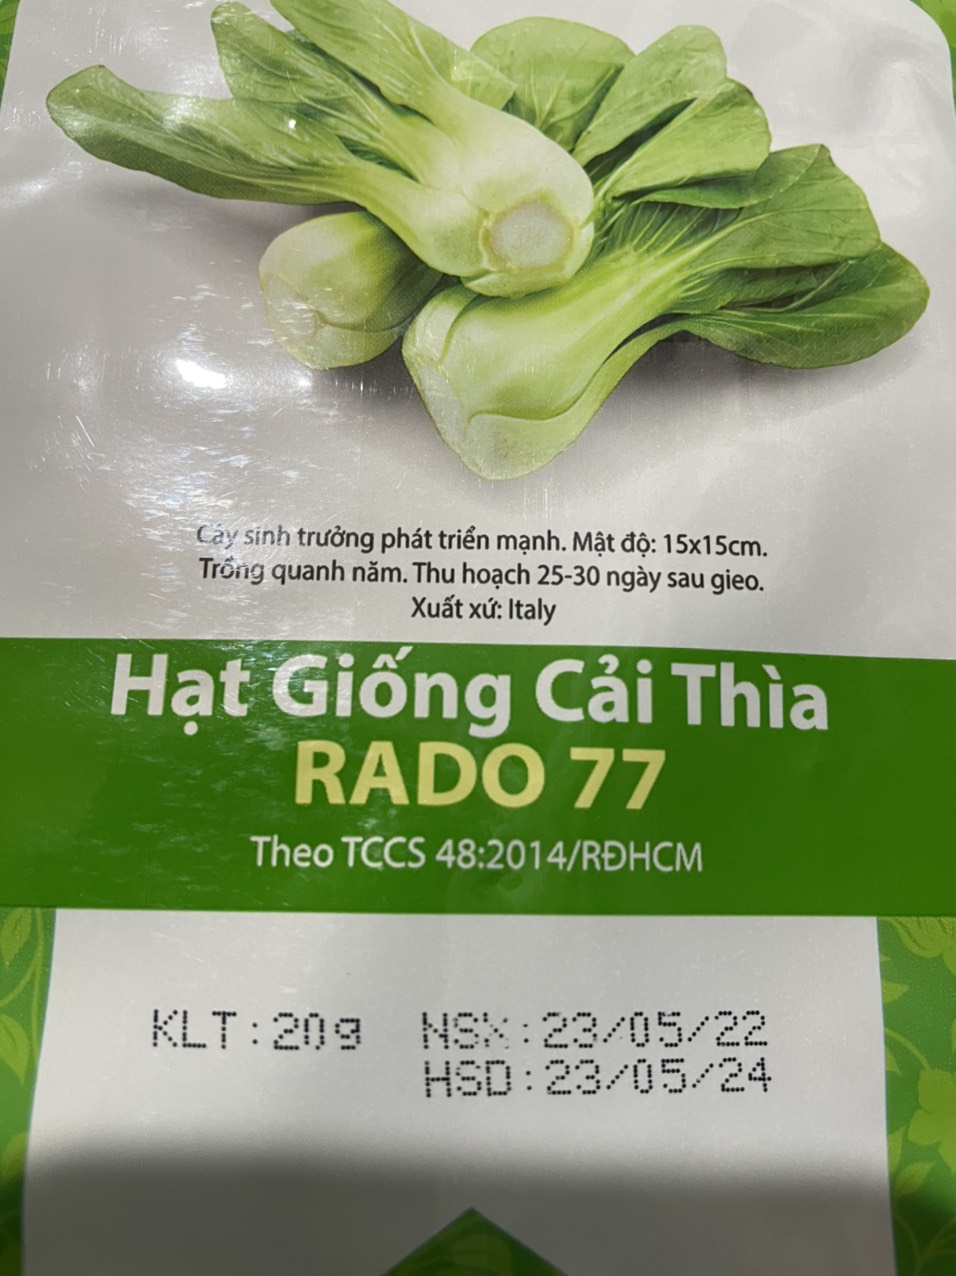 Cây sinh trưởng phát triển mạnh. Mật độ: 15x15cm.
Trồng quanh năm. Thu hoạch 25-30 ngày sau gieo.
Xuất xứ: Italy
Hạt Giống Cải Thìa
RADO 77
Theo TCCS 48:2014/RĐHCM
KLT:20g NSX:23/05/22
HSD:23/05/24